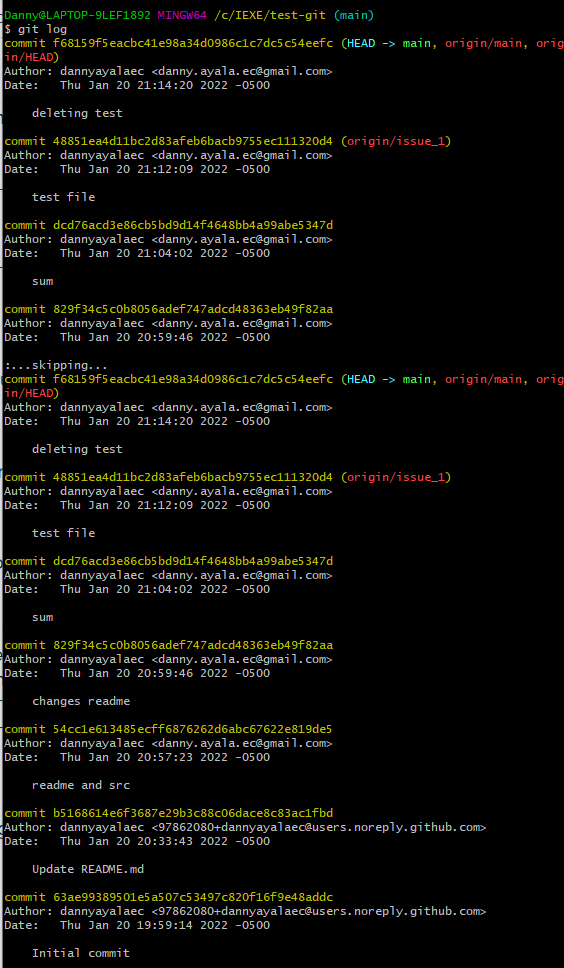 Danny@LAPTOP-9LEF1892 MINGW64 /c/IEXE/test-git (main)
$ git log
commit f68159f5eacbc41e98a34d0986c1c7dc5c54eefc (HEAD -> main, origin/main, orig
in/HEAD)
Author: dannyayalaec <danny.ayala.ec@gmail.com>
Date:   Thu Jan 20 21:14:20 2022 -0500

    deleting test

commit 48851ea4d11bc2d83afeb6bacb9755ec111320d4 (origin/issue_1)
Author: dannyayalaec <danny.ayala.ec@gmail.com>
Date:   Thu Jan 20 21:12:09 2022 -0500

    test file

commit dcd76acd3e86cb5bd9d14f4648bb4a99abe5347d
Author: dannyayalaec <danny.ayala.ec@gmail.com>
Date:   Thu Jan 20 21:04:02 2022 -0500

    sum

commit 829f34c5c0b8056adef747adcd48363eb49f82aa
Author: dannyayalaec <danny.ayala.ec@gmail.com>
Date:   Thu Jan 20 20:59:46 2022 -0500

:...skipping...
commit f68159f5eacbc41e98a34d0986c1c7dc5c54eefc (HEAD -> main, origin/main, orig
in/HEAD)
Author: dannyayalaec <danny.ayala.ec@gmail.com>
Date:   Thu Jan 20 21:14:20 2022 -0500

    deleting test

commit 48851ea4d11bc2d83afeb6bacb9755ec111320d4 (origin/issue_1)
Author: dannyayalaec <danny.ayala.ec@gmail.com>
Date:   Thu Jan 20 21:12:09 2022 -0500

    test file

commit dcd76acd3e86cb5bd9d14f4648bb4a99abe5347d
Author: dannyayalaec <danny.ayala.ec@gmail.com>
Date:   Thu Jan 20 21:04:02 2022 -0500

    sum

commit 829f34c5c0b8056adef747adcd48363eb49f82aa
Author: dannyayalaec <danny.ayala.ec@gmail.com>
Date:   Thu Jan 20 20:59:46 2022 -0500

    changes readme

commit 54cc1e613485ecff6876262d6abc67622e819de5
Author: dannyayalaec <danny.ayala.ec@gmail.com>
Date:   Thu Jan 20 20:57:23 2022 -0500

    readme and src

commit b5168614e6f3687e29b3c88c06dace8c83ac1fbd
Author: dannyayalaec <97862080+dannyayalaec@users.noreply.github.com>
Date:   Thu Jan 20 20:33:43 2022 -0500

    Update README.md

commit 63ae99389501e5a507c53497c820f16f9e48addc
Author: dannyayalaec <97862080+dannyayalaec@users.noreply.github.com>
Date:   Thu Jan 20 19:59:14 2022 -0500

    Initial commit